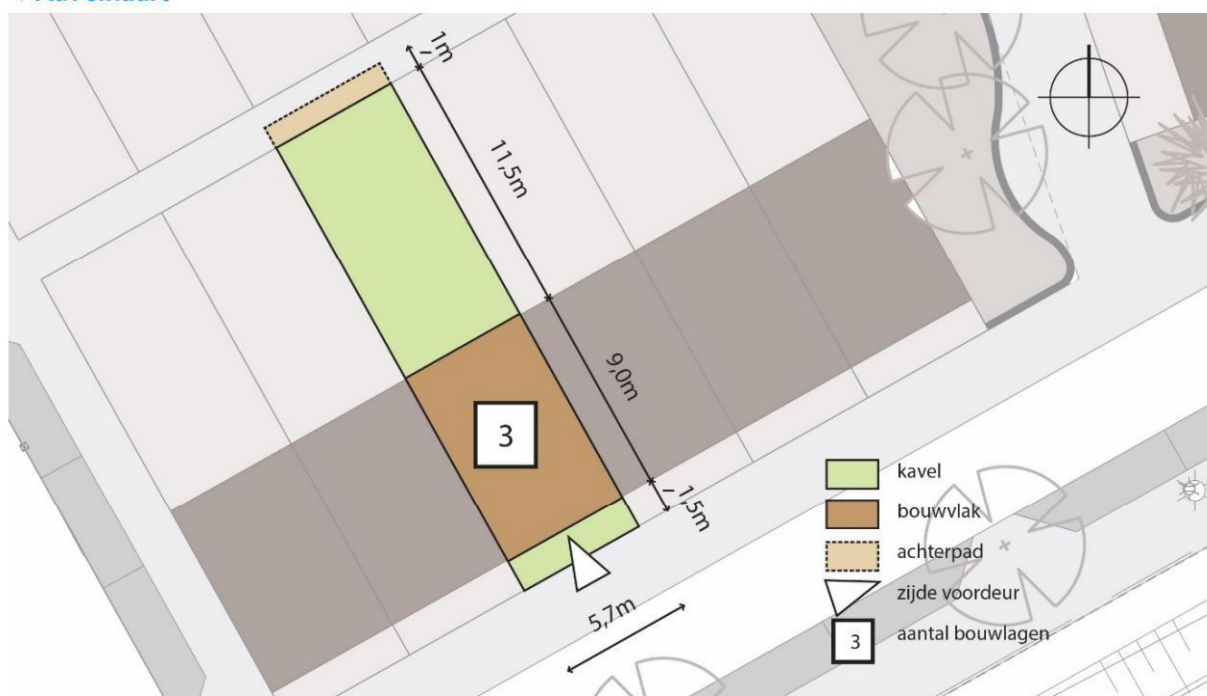 1m
11,5m
9,0m
1,5m
5,7m
3
kavel
bouwvlak
achterpad
zijde voordeur
3
aantal bouwlagen